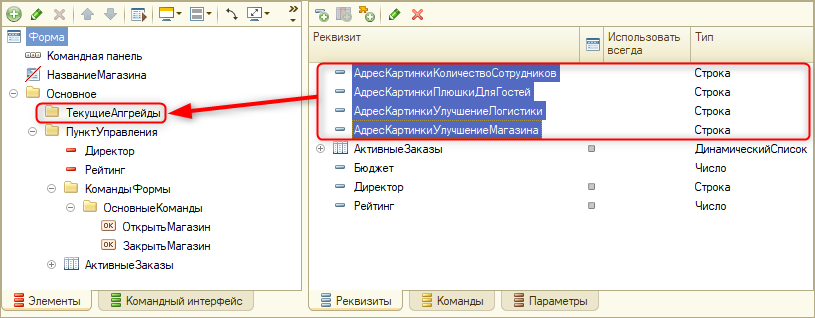 Форма
Командная панель
НазваниеМагазина
Основное
ТекущиеАпгрейды
ПунктУправления
Директор
Рейтинг
КомандыФормы
ОсновныеКоманды
ОткрытьМагазин
ЗакрытьМагазин
АктивныеЗаказы
Элементы Командный интерфейс
Реквизит Использовать всегда Тип
АдресКартинкиКоличествоСотрудников Строка
АдресКартинкиПлюшкиДляГостей Строка
АдресКартинкиУлучшениеЛогистики Строка
АдресКартинкиУлучшениеМагазина Строка
АктивныеЗаказы ДинамическийСписок
Бюджет Число
Директор Строка
Рейтинг Число
Реквизиты Команды Параметры